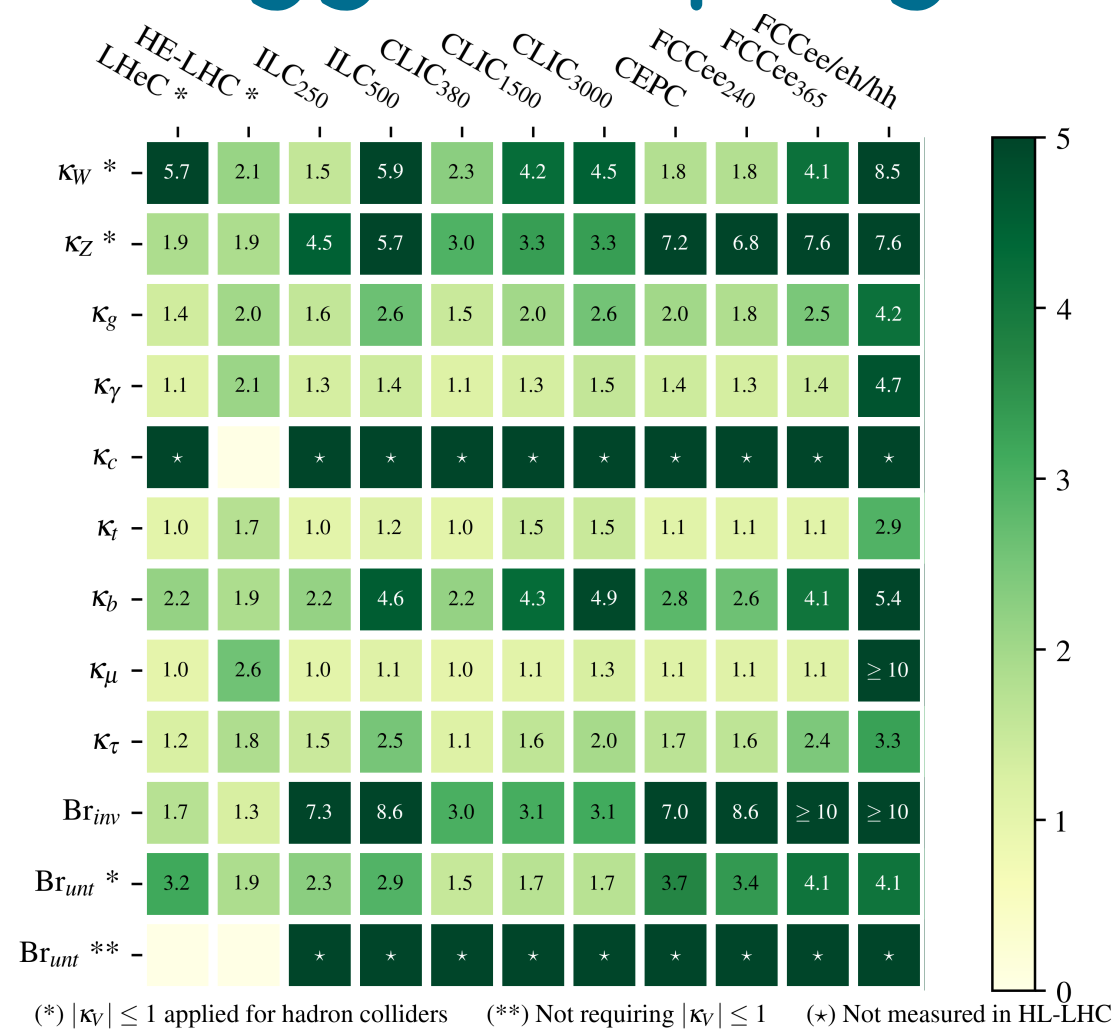 LHeC * HE-LHC * ILC250 ILC500 CLIC380 CLIC1500 CLIC3000 CEPC FCCee240 FCCee365 FCCee/eh/hh
κW * 5.7 2.1 1.5 5.9 2.3 4.2 4.5 1.8 1.8 4.1 8.5
κZ * 1.9 1.9 4.5 5.7 3.0 3.3 3.3 7.2 6.8 7.6 7.6
κg 1.4 2.0 1.6 2.6 1.5 2.0 2.6 2.0 1.8 2.5 4.2
κγ 1.1 2.1 1.3 1.4 1.1 1.3 1.5 1.4 1.3 1.4 4.7
κc ⋆ ⋆ ⋆ ⋆ ⋆ ⋆ ⋆ ⋆ ⋆ ⋆
κt 1.0 1.7 1.0 1.2 1.0 1.5 1.5 1.1 1.1 1.1 2.9
κb 2.2 1.9 2.2 4.6 2.2 4.3 4.9 2.8 2.6 4.1 5.4
κμ 1.0 2.6 1.0 1.1 1.0 1.1 1.3 1.1 1.1 1.1 ≥ 10
κτ 1.2 1.8 1.5 2.5 1.1 1.6 2.0 1.7 1.6 2.4 3.3
Brinv 1.7 1.3 7.3 8.6 3.0 3.1 3.1 7.0 8.6 ≥ 10 ≥ 10
Brunt * 3.2 1.9 2.3 2.9 1.5 1.7 1.7 3.7 3.4 4.1 4.1
Brunt ** ⋆ ⋆ ⋆ ⋆ ⋆ ⋆ ⋆ ⋆ ⋆
5
4
3
2
1
0
(*) |κV| ≤ 1 applied for hadron colliders (**) Not requiring |κV| ≤ 1 (⋆) Not measured in HL-LHC